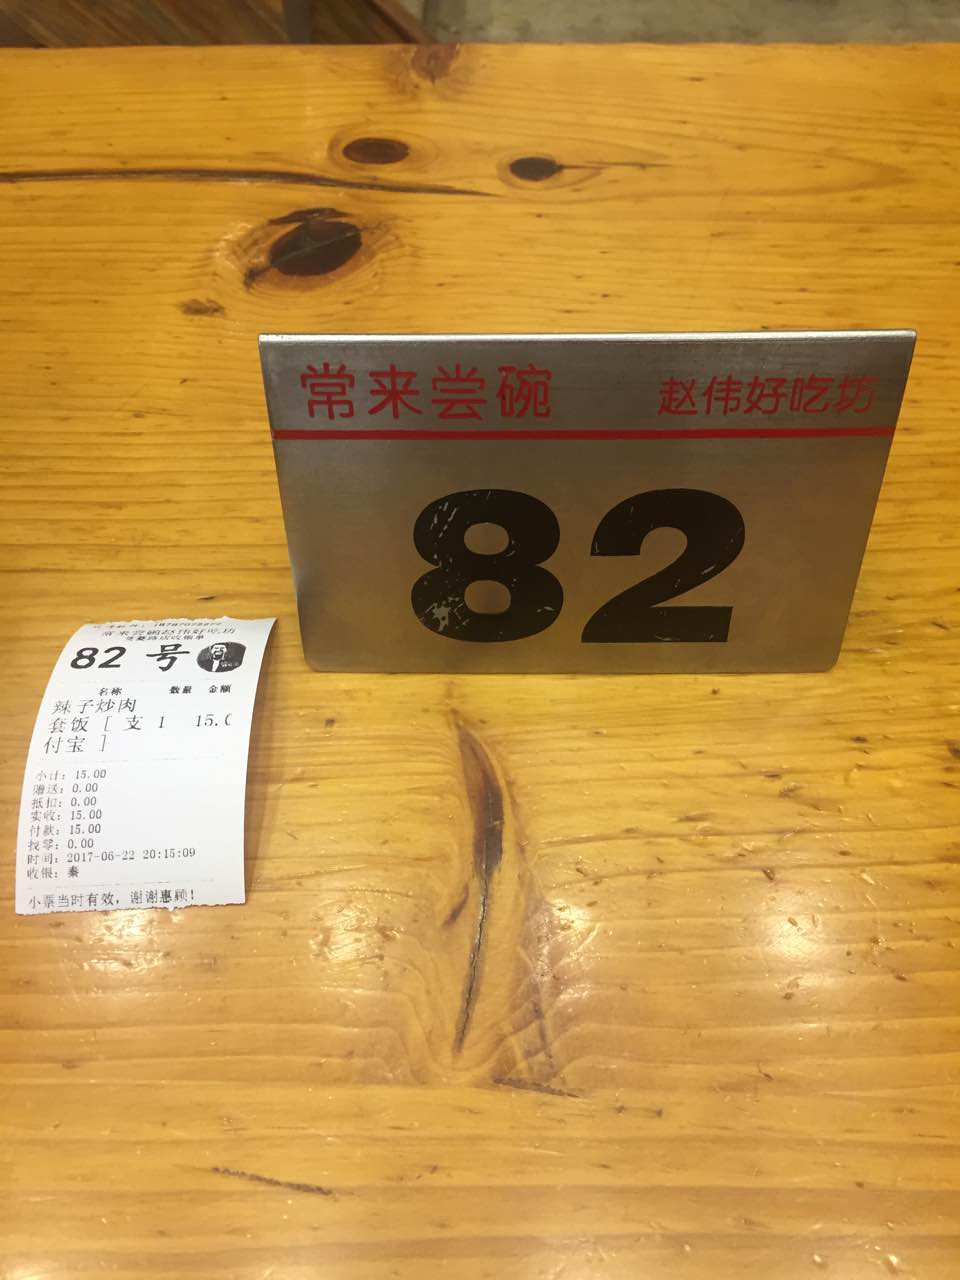 常来尝碗 赵伟好吃坊
82
常来尝碗赵伟好吃坊
82 号
名称 数量 金额
辣子炒肉
套饭 [ 支 1 15.0
付宝 ]
小计: 15.00
赠送: 0.00
抵扣: 0.00
实收: 15.00
付款: 15.00
找零: 0.00
时间: 2017-06-22 20:15:09
收银: 秦
小票当时有效, 谢谢惠顾!